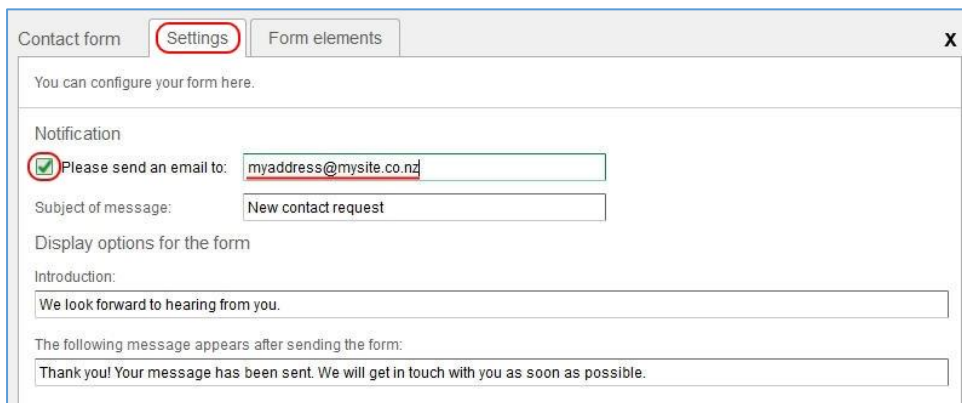 Contact form Settings Form elements X
You can configure your form here.
Notification
Please send an email to: myaddress@mysite.co.nz
Subject of message: New contact request
Display options for the form
Introduction:
We look forward to hearing from you.
The following message appears after sending the form:
Thank you! Your message has been sent. We will get in touch with you as soon as possible.